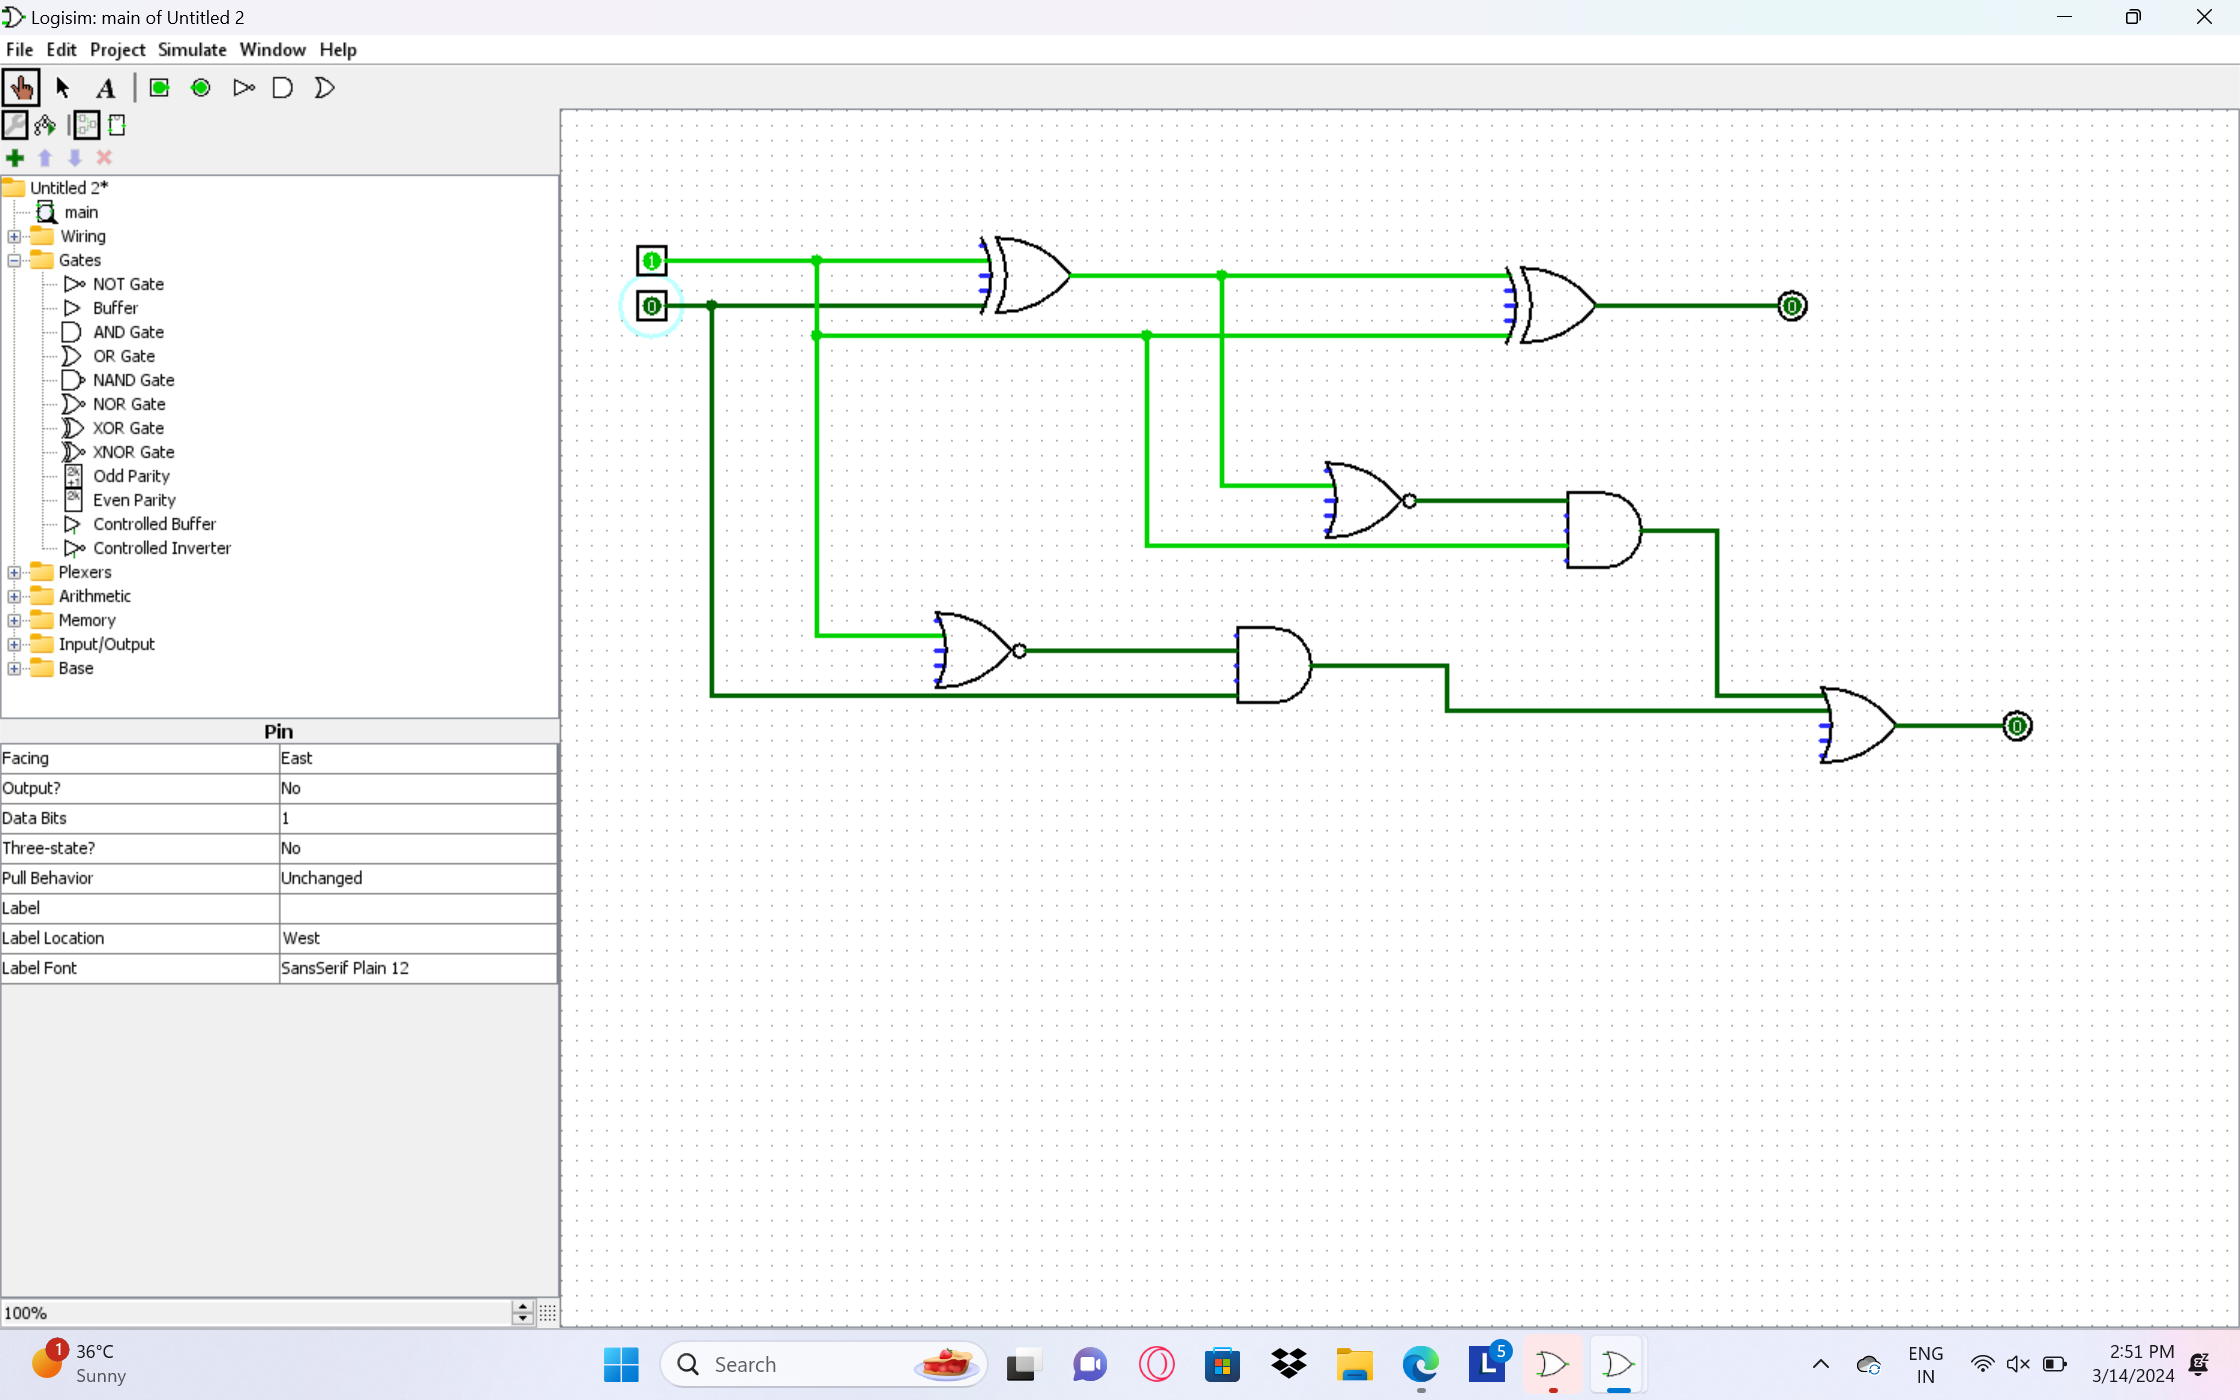 Logisim: main of Untitled 2
File Edit Project Simulate Window Help
A
Untitled 2*
main
Wiring
Gates
NOT Gate
Buffer
AND Gate
OR Gate
NAND Gate
NOR Gate
XOR Gate
XNOR Gate
2k+1 Odd Parity
2k Even Parity
Controlled Buffer
Controlled Inverter
Plexers
Arithmetic
Memory
Input/Output
Base
Pin
Facing East
Output? No
Data Bits 1
Three-state? No
Pull Behavior Unchanged
Label
Label Location West
Label Font SansSerif Plain 12
100%
1
0
0
0
1
36°C
Sunny
Search
L 5
ENG
IN
2:51 PM
3/14/2024